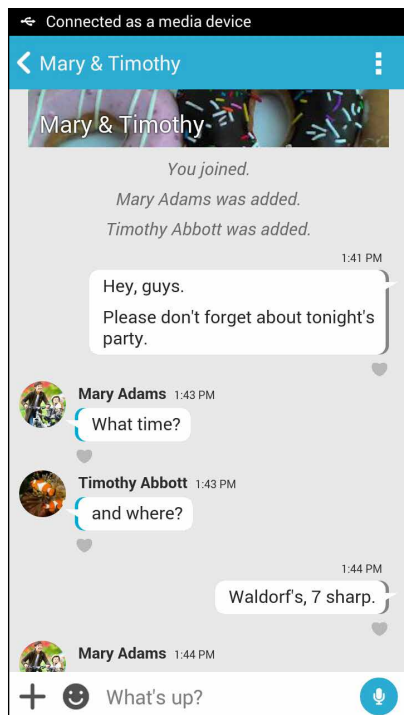 Connected as a media device
Mary & Timothy
Mary & Timothy
You joined.
Mary Adams was added.
Timothy Abbott was added.
1:41 PM
Hey, guys.
Please don't forget about tonight's
party.
Mary Adams 1:43 PM
What time?
Timothy Abbott 1:43 PM
and where?
1:44 PM
Waldorf's, 7 sharp.
Mary Adams 1:44 PM
What's up?